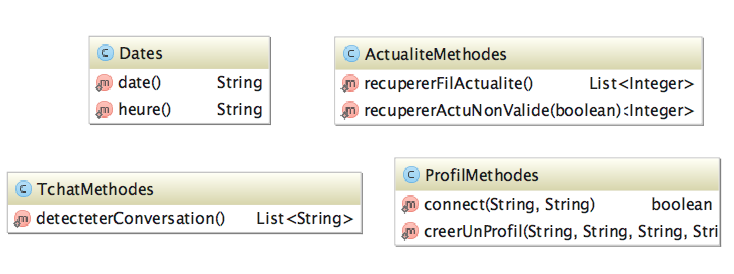 Dates
date() String
heure() String
ActualiteMethodes
recupererFilActualite() List<Integer>
recupererActuNonValide(boolean) <Integer>
TchatMethodes
detecteterConversation() List<String>
ProfilMethodes
connect(String, String) boolean
creerUnProfil(String, String, String, Stri